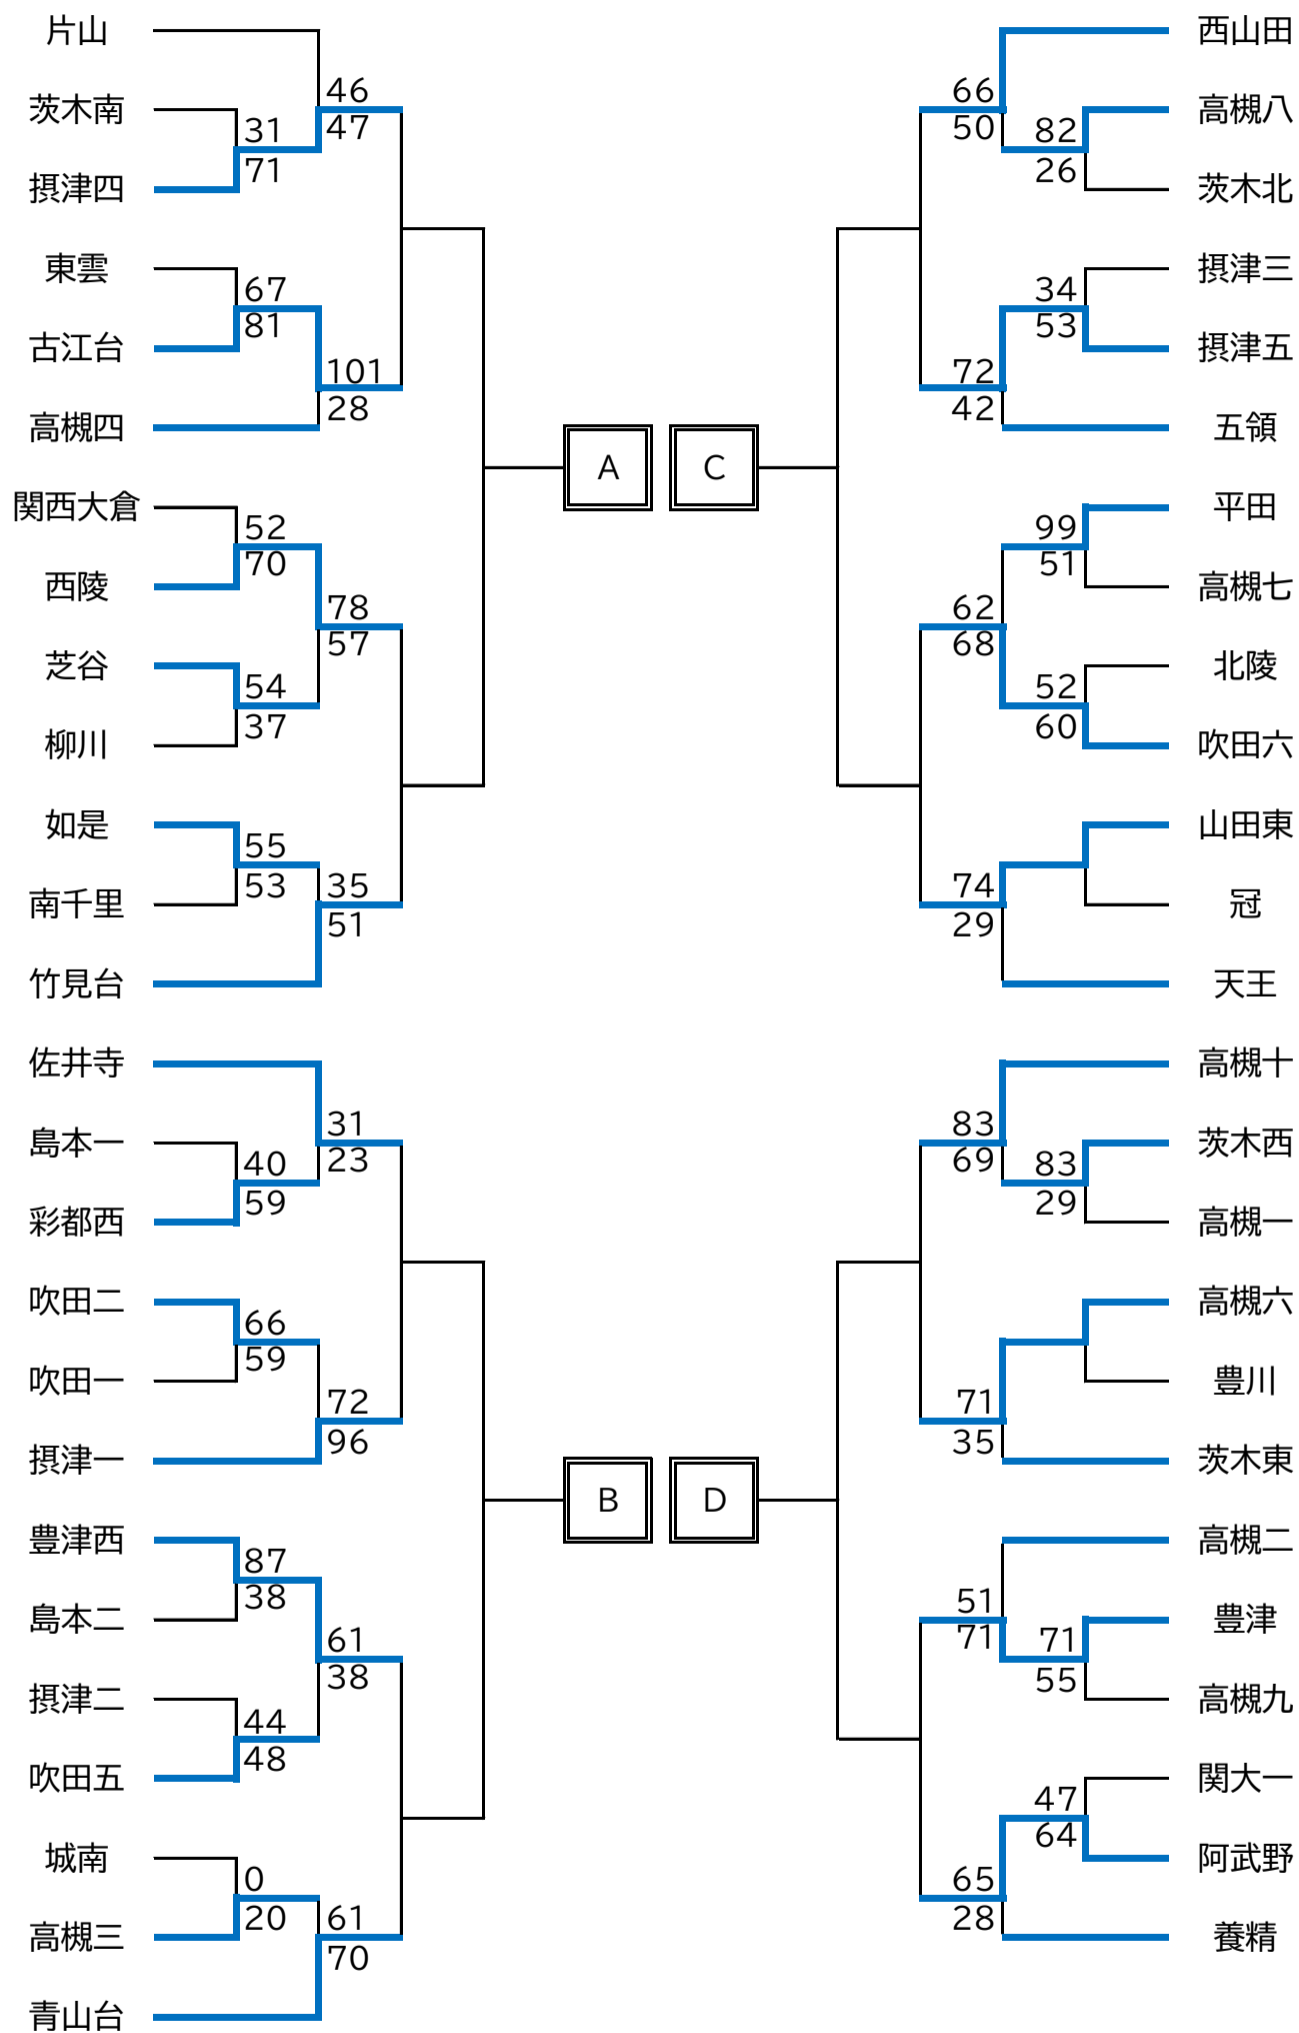 片山
茨木南
摂津四
東雲
古江台
高槻四
関西大倉
西陵
芝谷
柳川
如是
南千里
竹見台
佐井寺
島本一
彩都西
吹田二
吹田一
摂津一
豊津西
島本二
摂津二
吹田五
城南
高槻三
青山台
31
71
67
81
52
70
54
37
55
53
40
59
66
59
87
38
44
48
0
20
46
47
101
28
78
57
35
51
31
23
72
96
61
38
61
70
A
B
C
D
66
50
72
42
62
68
74
29
83
69
71
35
51
71
65
28
82
26
34
53
99
51
52
60
83
29
71
55
47
64
西山田
高槻八
茨木北
摂津三
摂津五
五領
平田
高槻七
北陵
吹田六
山田東
冠
天王
高槻十
茨木西
高槻一
高槻六
豊川
茨木東
高槻二
豊津
高槻九
関大一
阿武野
養精